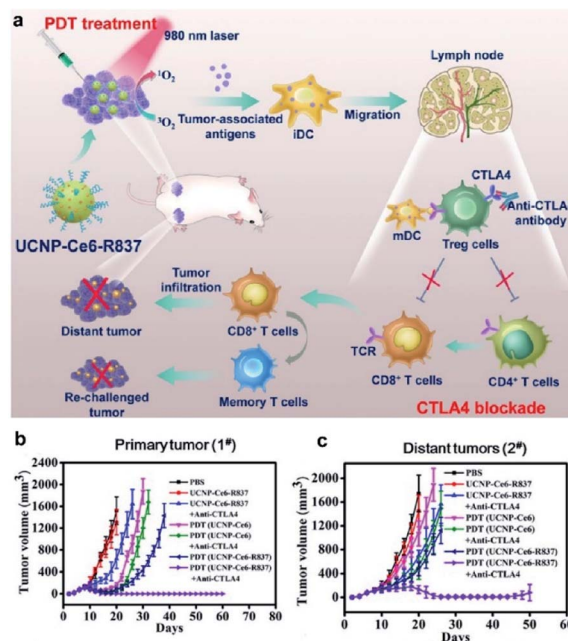 a
PDT treatment
980 nm laser
¹O₂
³O₂
Tumor-associated
antigens
iDC
Migration
Lymph node
UCNP-Ce6-R837
CTLA4
Anti-CTLA
antibody
mDC
Treg cells
Tumor
infiltration
Distant tumor
CD8⁺ T cells
TCR
CD8⁺ T cells
CD4⁺ T cells
Re-challenged
tumor
Memory T cells
CTLA4 blockade
b
Primary tumor (1#)
Tumor volume (mm³)
2400
2000
1600
1200
800
400
0
PBS
UCNP-Ce6-R837
UCNP-Ce6-R837
+Anti-CTLA4
PDT (UCNP-Ce6)
PDT (UCNP-Ce6)
+Anti-CTLA4
PDT (UCNP-Ce6-R837)
PDT (UCNP-Ce6-R837)
+Anti-CTLA4
0 10 20 30 40 50 60
Days
c
Distant tumors (2#)
Tumor volume (mm³)
2400
2000
1600
1200
800
400
0
PBS
UCNP-Ce6-R837
UCNP-Ce6-R837
+Anti-CTLA4
PDT (UCNP-Ce6)
PDT (UCNP-Ce6)
+Anti-CTLA4
PDT (UCNP-Ce6-R837)
PDT (UCNP-Ce6-R837)
+Anti-CTLA4
0 10 20 30 40 50 60
Days